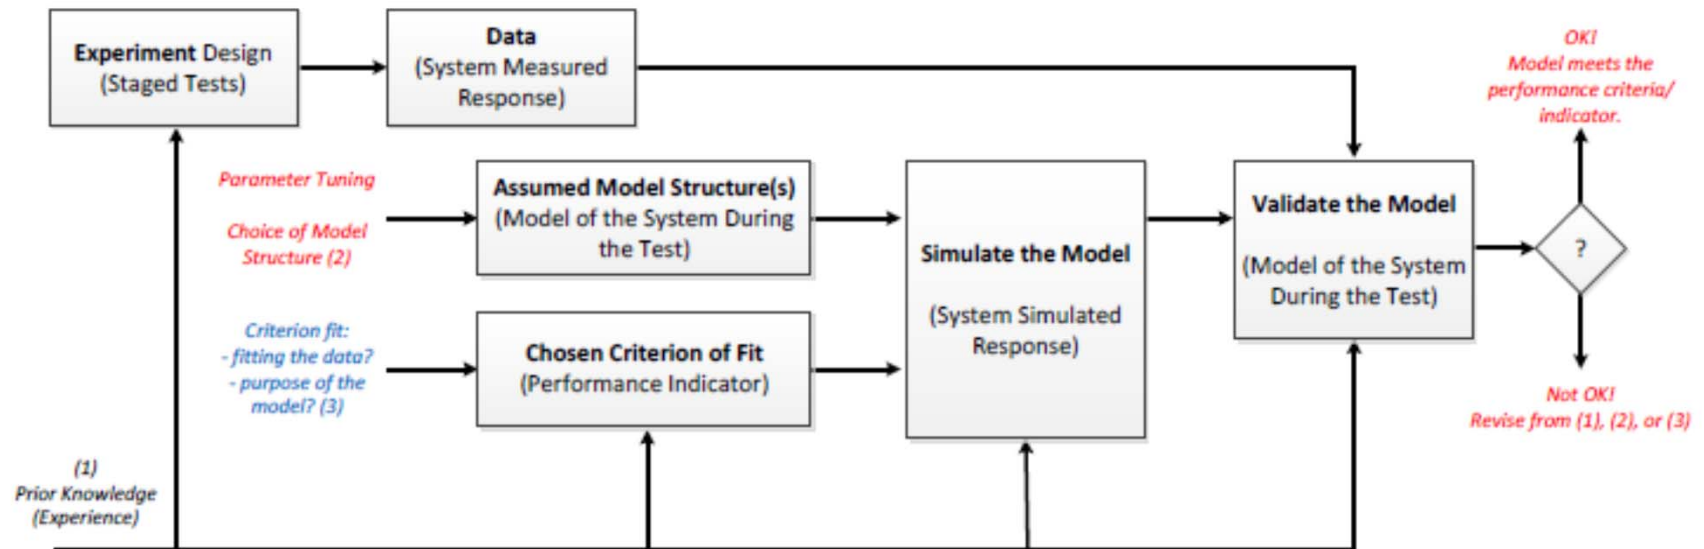 Experiment Design
(Staged Tests)
Data
(System Measured
Response)
OK!
Model meets the
performance criteria/
indicator.
Parameter Tuning
Choice of Model
Structure (2)
Assumed Model Structure(s)
(Model of the System During
the Test)
Simulate the Model
(System Simulated
Response)
Validate the Model
(Model of the System
During the Test)
?
Criterion fit:
- fitting the data?
- purpose of the
model? (3)
Chosen Criterion of Fit
(Performance Indicator)
Not OK!
Revise from (1), (2), or (3)
(1)
Prior Knowledge
(Experience)